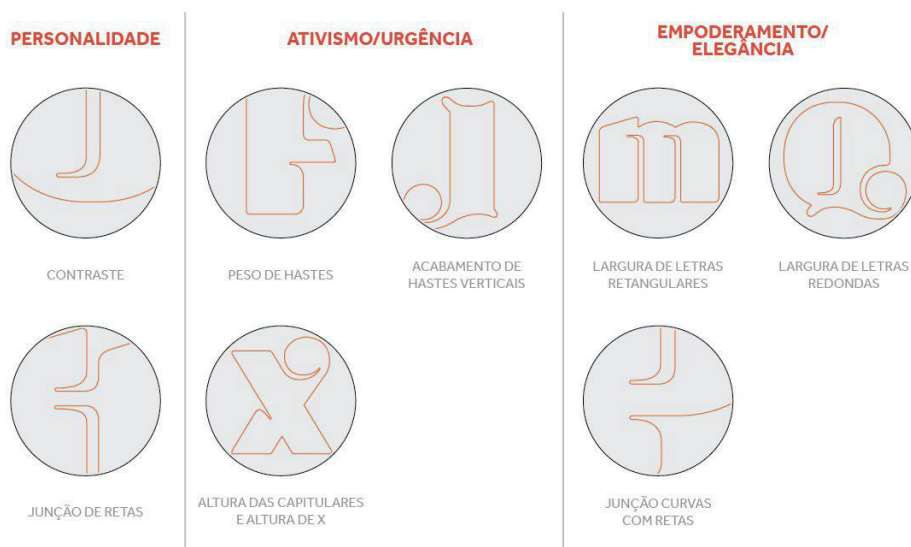 PERSONALIDADE
CONTRASTE
JUNÇÃO DE RETAS
ATIVISMO/URGÊNCIA
PESO DE HASTES
ACABAMENTO DE
HASTES VERTICAIS
ALTURA DAS CAPITULARES
E ALTURA DE X
EMPODERAMENTO/
ELEGÂNCIA
LARGURA DE LETRAS
RETANGULARES
LARGURA DE LETRAS
REDONDAS
JUNÇÃO CURVAS
COM RETAS